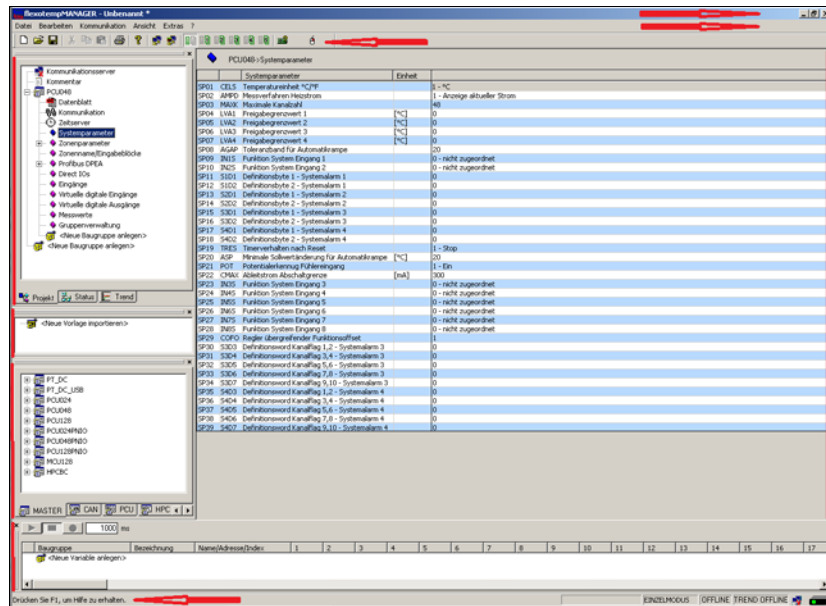 flexotempMANAGER - Unbenannt *
Datei Bearbeiten Kommunikation Ansicht Extras ?
PCU048->Systemparameter
Kommunikationsserver
Kommentar
PCU048
Datenblatt
Kommunikation
Zeitserver
Systemparameter
Zonenparameter
Zonenname/Eingabeblöcke
Profibus DPEA
Direct IOs
Eingänge
Virtuelle digitale Eingänge
Virtuelle digitale Ausgänge
Messwerte
Gruppenverwaltung
<Neue Baugruppe anlegen>
<Neue Baugruppe anlegen>
Projekt Status Trend
<Neue Vorlage importieren>
PT_DC
PT_DC_USB
PCU024
PCU048
PCU128
PCU024PNIO
PCU048PNIO
PCU128PNIO
MCU128
HPCBC
MASTER CAN PCU HPC
Systemparameter Einheit
SP01 CELS Temperatureinheit °C/°F 1 - °C
SP02 AMPD Messverfahren Heizstrom 1 - Anzeige aktueller Strom
SP03 MAXK Maximale Kanalzahl 48
SP04 LVA1 Freigabegrenzwert 1 [°C] 0
SP05 LVA2 Freigabegrenzwert 2 [°C] 0
SP06 LVA3 Freigabegrenzwert 3 [°C] 0
SP07 LVA4 Freigabegrenzwert 4 [°C] 0
SP08 AGAP Toleranzband für Automatikrampe 20
SP09 IN1S Funktion System Eingang 1 0 - nicht zugeordnet
SP10 IN2S Funktion System Eingang 2 0 - nicht zugeordnet
SP11 S1D1 Definitionsbyte 1 - Systemalarm 1 0
SP12 S1D2 Definitionsbyte 2 - Systemalarm 1 0
SP13 S2D1 Definitionsbyte 1 - Systemalarm 2 0
SP14 S2D2 Definitionsbyte 2 - Systemalarm 2 0
SP15 S3D1 Definitionsbyte 1 - Systemalarm 3 0
SP16 S3D2 Definitionsbyte 2 - Systemalarm 3 0
SP17 S4D1 Definitionsbyte 1 - Systemalarm 4 0
SP18 S4D2 Definitionsbyte 2 - Systemalarm 4 0
SP19 TRES Timerverhalten nach Reset 1 - Stop
SP20 ASP Minimale Sollwertänderung für Automatikrampe [°C] 20
SP21 POT Potentialerkennug Fühlereingang 1 - Ein
SP22 CMAX Ableitstrom Abschaltgrenze [mA] 300
SP23 IN3S Funktion System Eingang 3 0 - nicht zugeordnet
SP24 IN4S Funktion System Eingang 4 0 - nicht zugeordnet
SP25 IN5S Funktion System Eingang 5 0 - nicht zugeordnet
SP26 IN6S Funktion System Eingang 6 0 - nicht zugeordnet
SP27 IN7S Funktion System Eingang 7 0 - nicht zugeordnet
SP28 IN8S Funktion System Eingang 8 0 - nicht zugeordnet
SP29 COFO Regler übergreifender Funktionsoffset 1
SP30 S3D3 Definitionsword Kanalflag 1,2 - Systemalarm 3 0
SP31 S3D4 Definitionsword Kanalflag 3,4 - Systemalarm 3 0
SP32 S3D5 Definitionsword Kanalflag 5,6 - Systemalarm 3 0
SP33 S3D6 Definitionsword Kanalflag 7,8 - Systemalarm 3 0
SP34 S3D7 Definitionsword Kanalflag 9,10 - Systemalarm 3 0
SP35 S4D3 Definitionsword Kanalflag 1,2 - Systemalarm 4 0
SP36 S4D4 Definitionsword Kanalflag 3,4 - Systemalarm 4 0
SP37 S4D5 Definitionsword Kanalflag 5,6 - Systemalarm 4 0
SP38 S4D6 Definitionsword Kanalflag 7,8 - Systemalarm 4 0
SP39 S4D7 Definitionsword Kanalflag 9,10 - Systemalarm 4 0
1000 ms
Baugruppe Bezeichnung Name/Adresse/Index 1 2 3 4 5 6 7 8 9 10 11 12 13 14 15 16 17
<Neue Variable anlegen>
Drücken Sie F1, um Hilfe zu erhalten. EINZELMODUS OFFLINE TREND OFFLINE